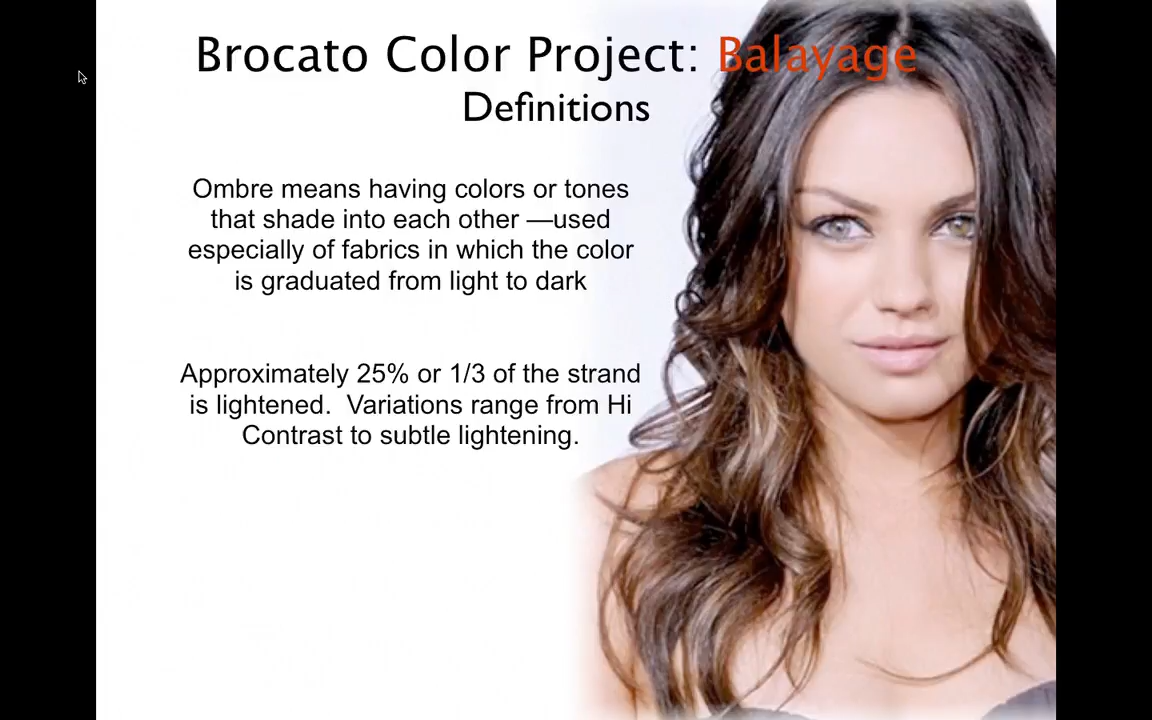 Brocato Color Project: Balayage
Definitions
Ombre means having colors or tones
that shade into each other —used
especially of fabrics in which the color
is graduated from light to dark
Approximately 25% or 1/3 of the strand
is lightened.  Variations range from Hi
Contrast to subtle lightening.